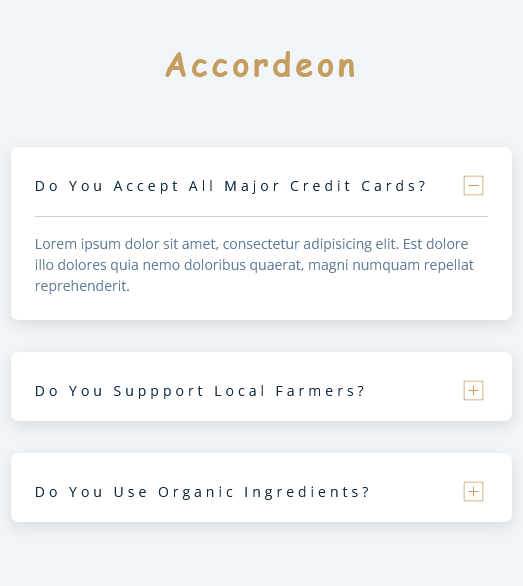 Accordeon
Do You Accept All Major Credit Cards?
Lorem ipsum dolor sit amet, consectetur adipisicing elit. Est dolore
illo dolores quia nemo doloribus quaerat, magni numquam repellat
reprehenderit.
Do You Suppport Local Farmers?
Do You Use Organic Ingredients?